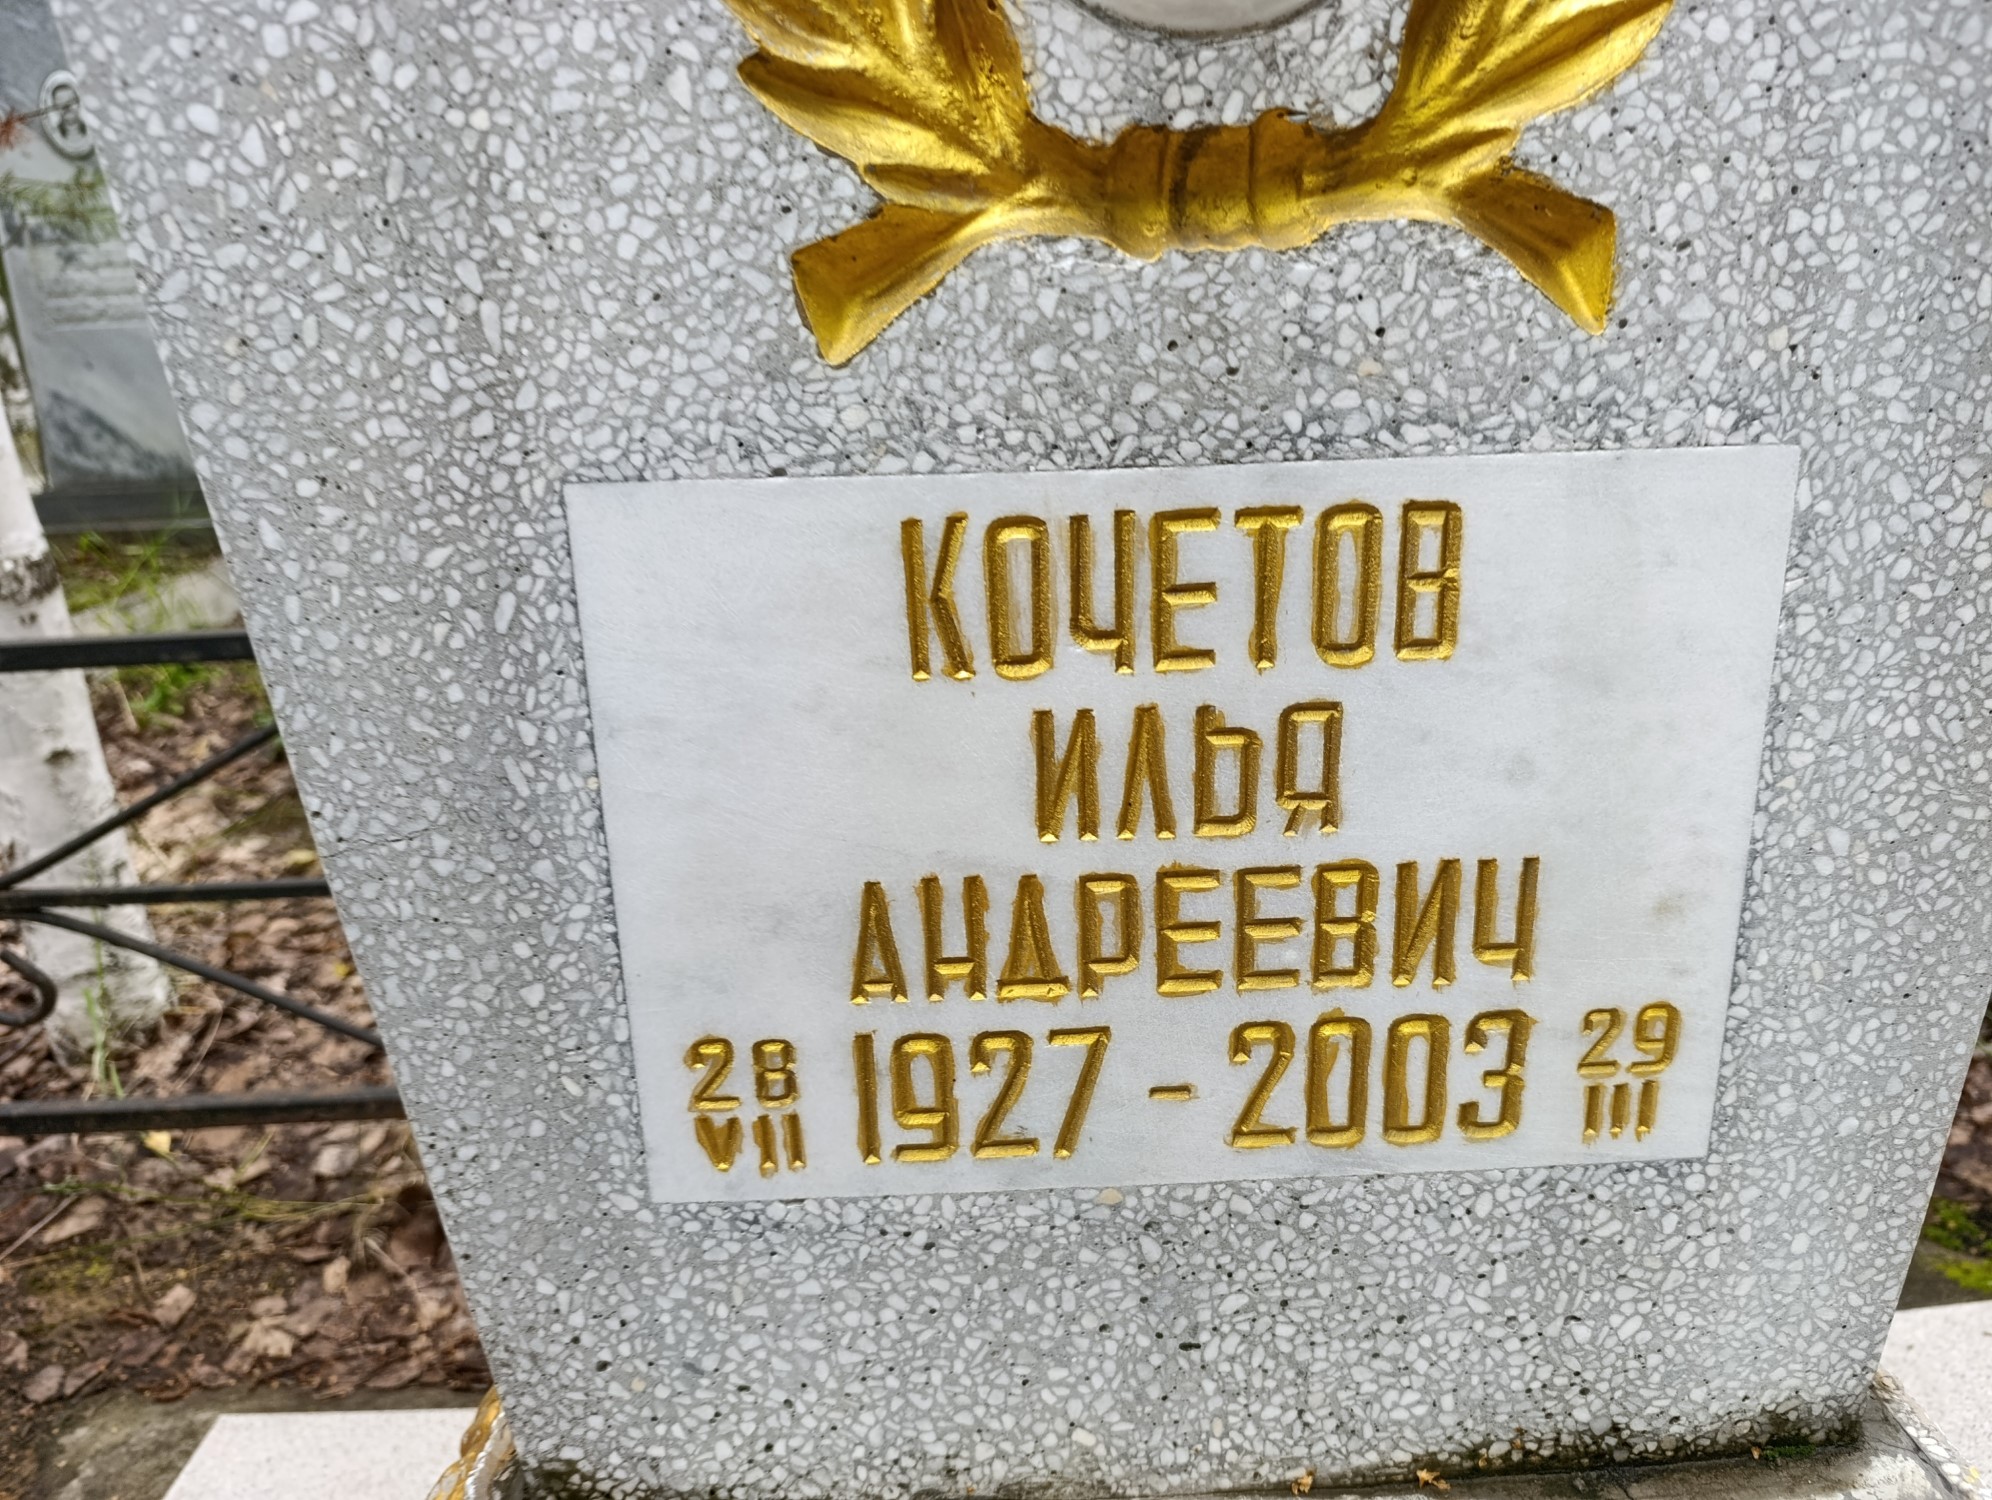 КОЧЕТОВ
ИЛЬЯ
АНДРЕЕВИЧ
28 VII 1927 - 2003 29 III